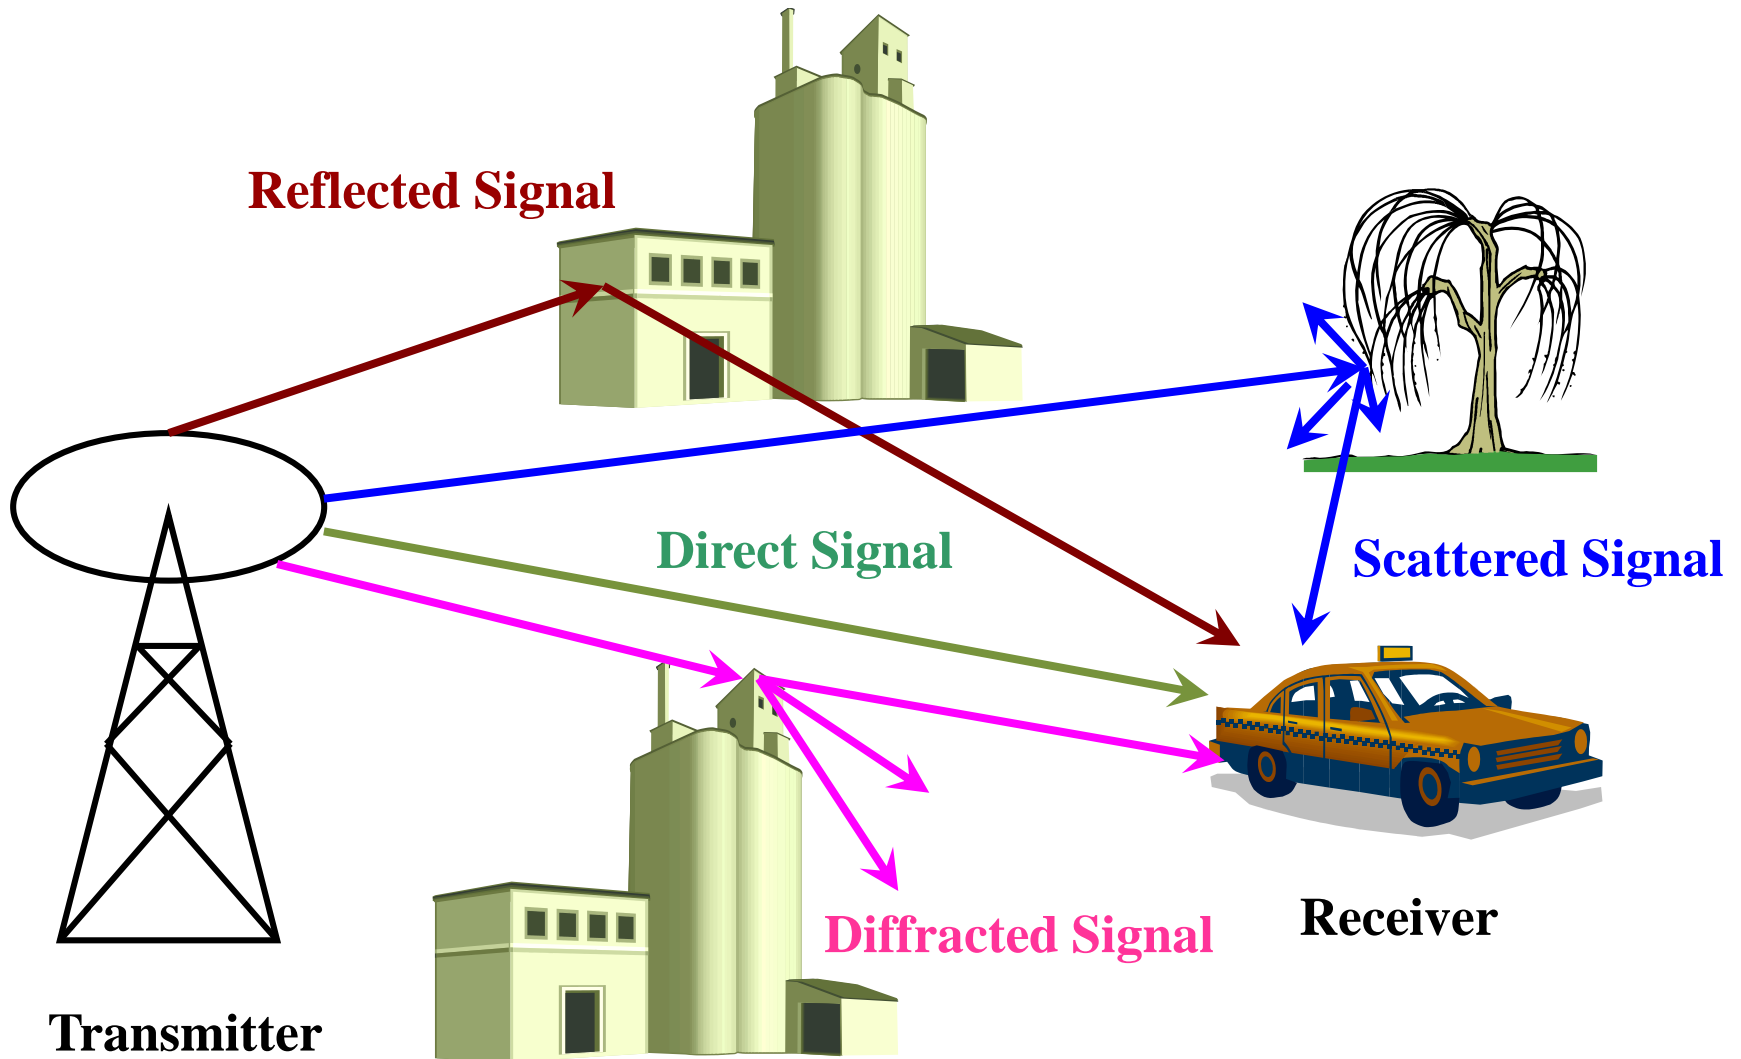 Reflected Signal
Direct Signal
Scattered Signal
Receiver
Diffracted Signal
Transmitter